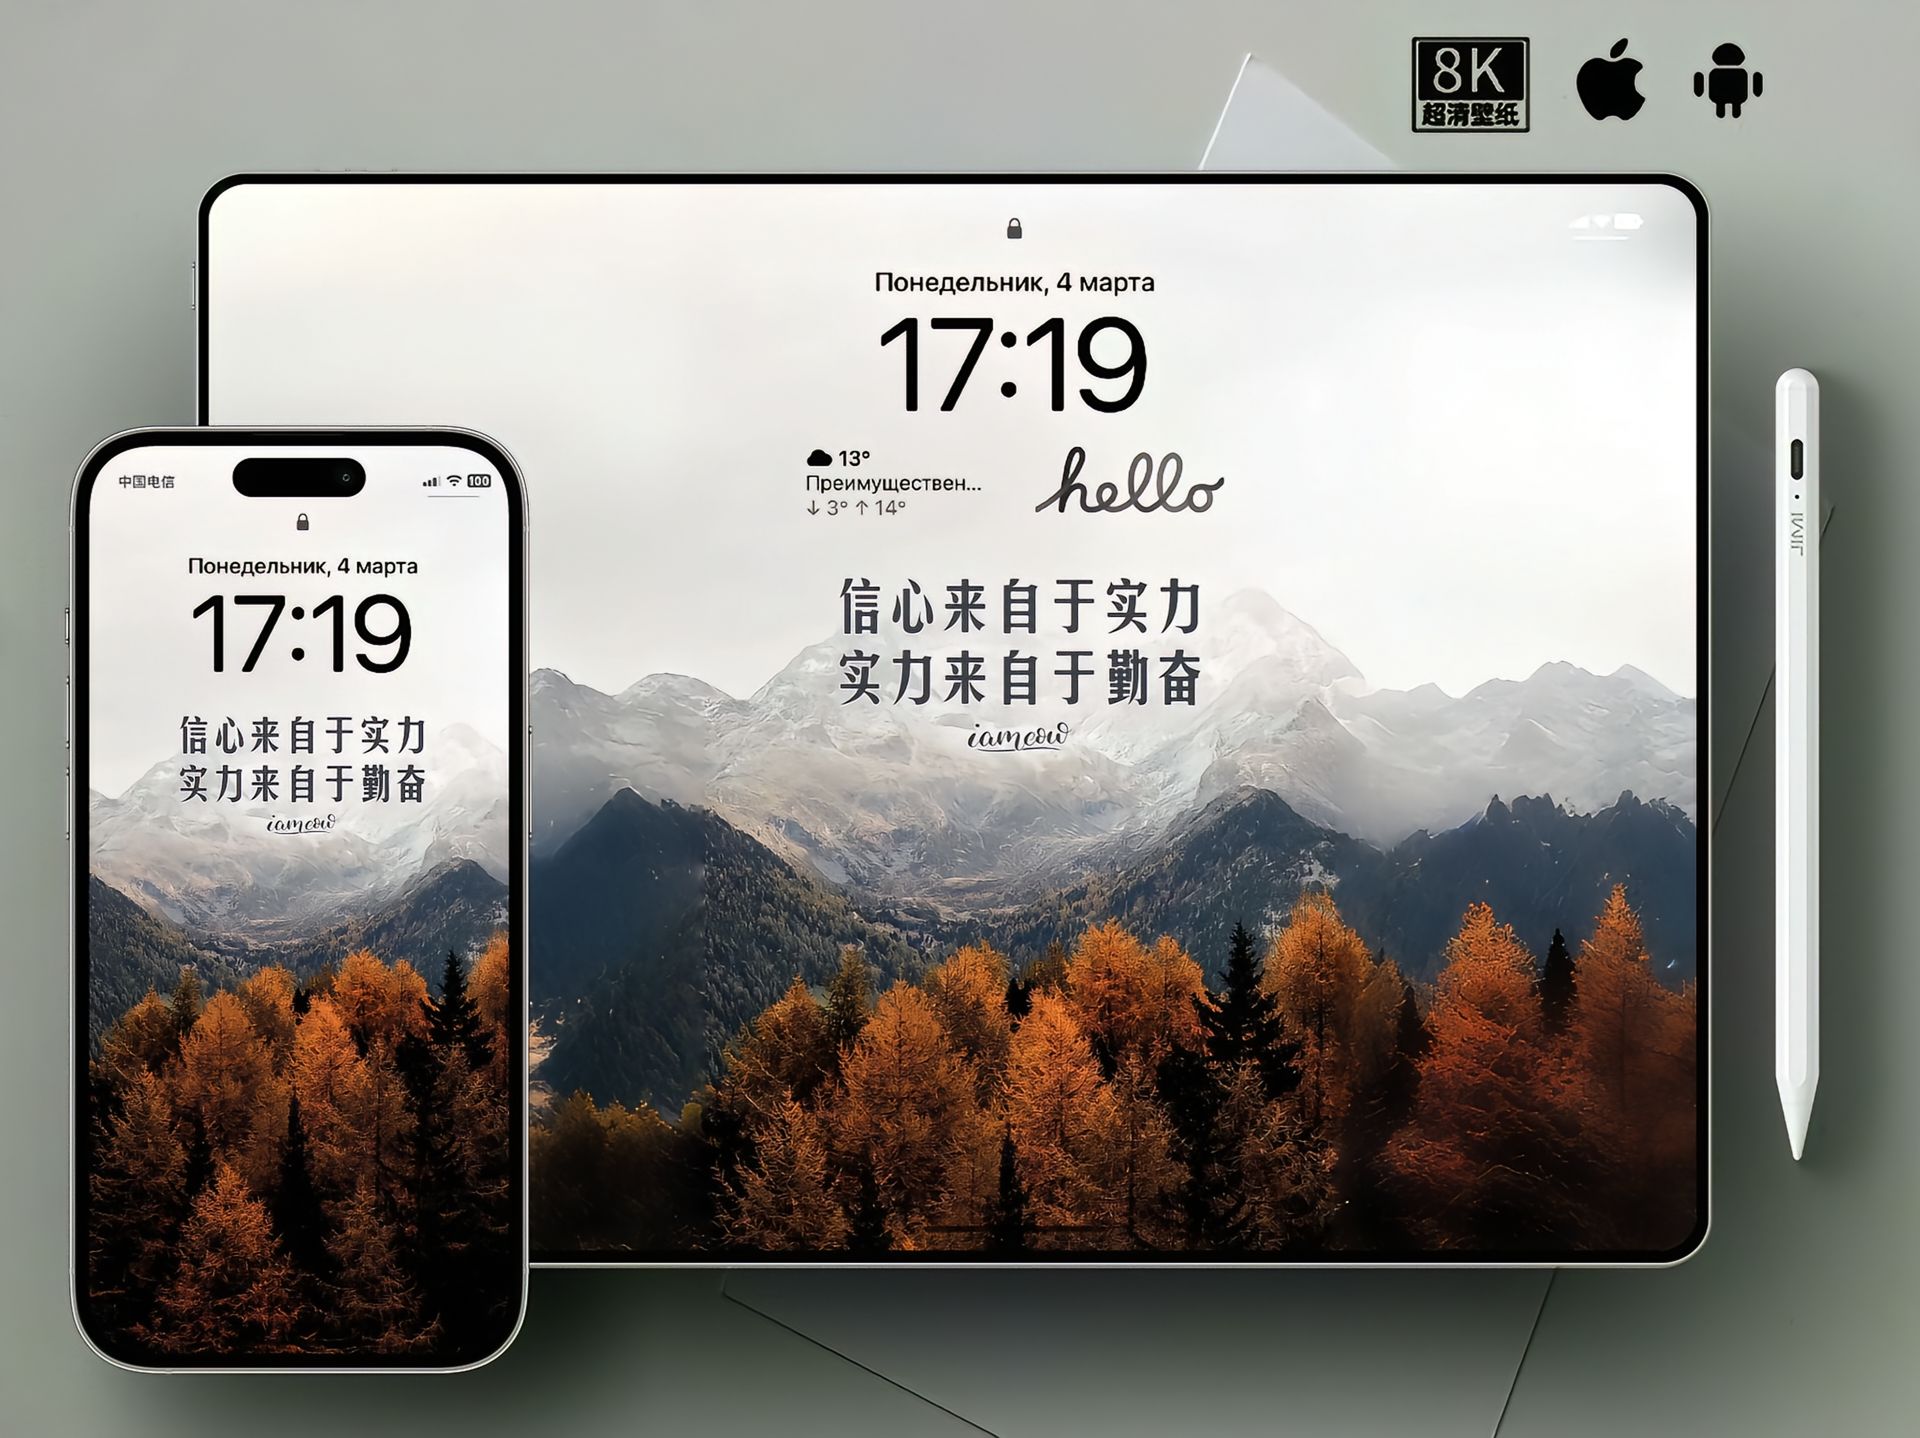 8K
超清壁纸
Понедельник, 4 марта
17:19
13°
Преимуществен...
↓ 3° ↑ 14°
hello
信心来自于实力
实力来自于勤奋
iameow
中国电信
100
Понедельник, 4 марта
17:19
信心来自于实力
实力来自于勤奋
iameow